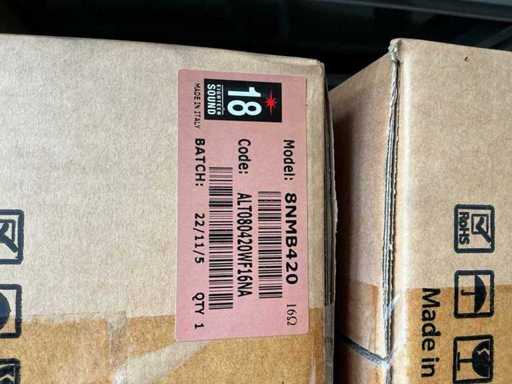 18
EIGHTEEN
SOUND
MADE IN ITALY
Model: 8NMB420 16Ω
Code: ALT080420WF16NA
BATCH: 22/11/5 QTY 1
RoHS
Made in